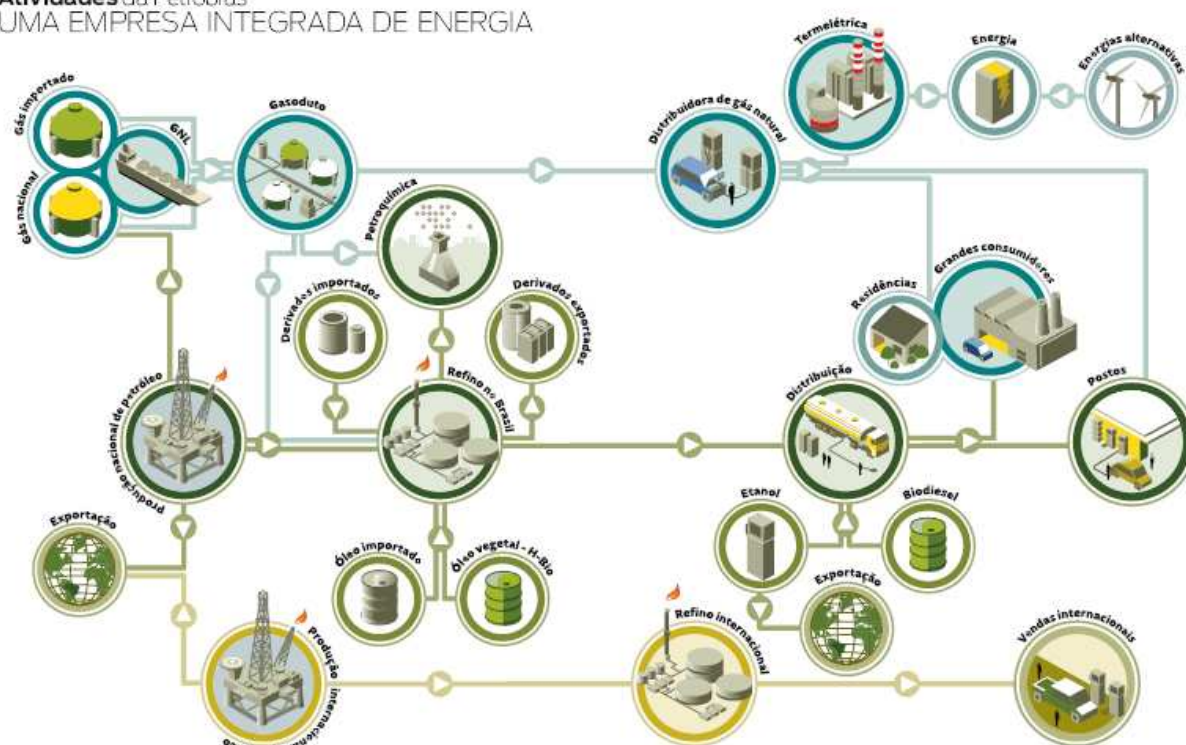 Atividades da Petrobras
UMA EMPRESA INTEGRADA DE ENERGIA
Termelétrica
Energia
Energias alternativas
Gás importado
GNL
Gasoduto
Distribuidora de gás natural
Gás nacional
Petroquímica
Grandes consumidores
Residências
Derivados importados
Derivados exportados
Produção nacional de petróleo
Refino no Brasil
Distribuição
Postos
Exportação
Óleo importado
Óleo vegetal - H-Bio
Etanol
Biodiesel
Exportação
Produção internacional
Refino internacional
Vendas internacionais